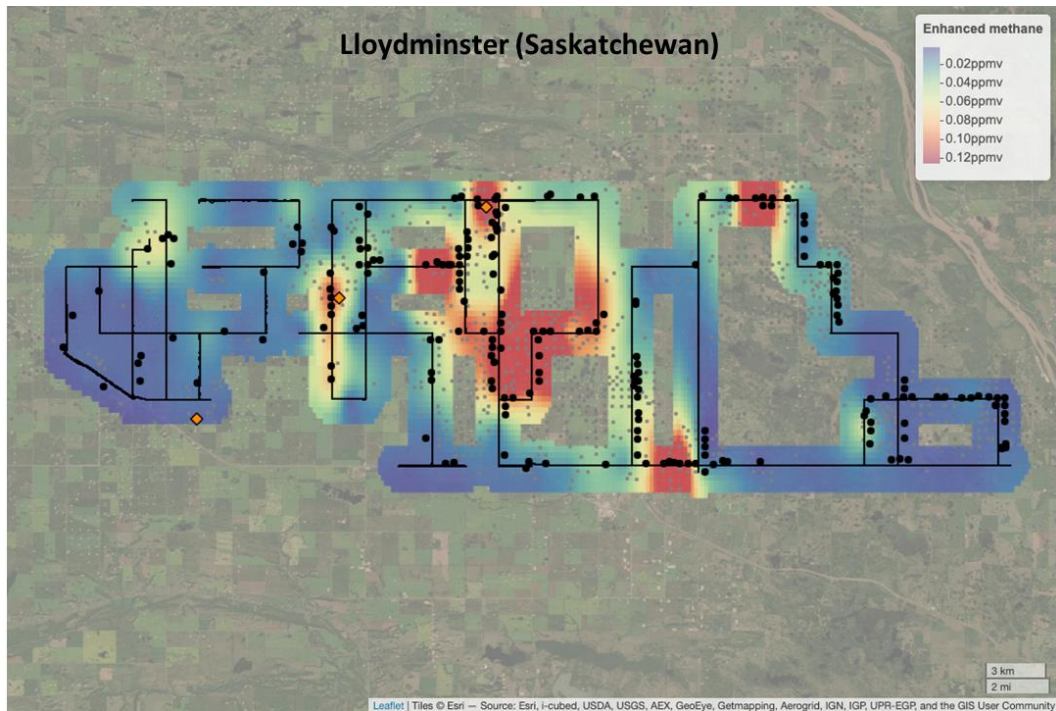 Lloydminster (Saskatchewan)
Enhanced methane
0.02ppmv
0.04ppmv
0.06ppmv
0.08ppmv
0.10ppmv
0.12ppmv
3 km
2 mi
Leaflet | Tiles © Esri — Source: Esri, i-cubed, USDA, USGS, AEX, GeoEye, Getmapping, Aerogrid, IGN, IGP, UPR-EGP, and the GIS User Community